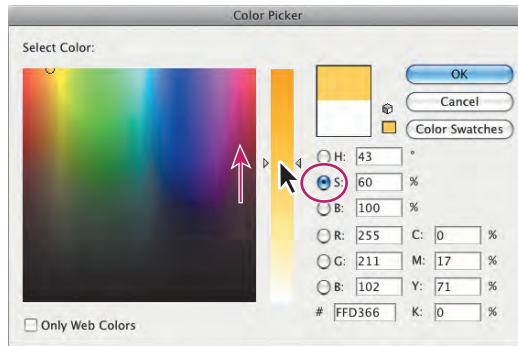 Color Picker
Select Color:
OK
Cancel
Color Swatches
H: 43 °
S: 60 %
B: 100 %
R: 255 C: 0 %
G: 211 M: 17 %
B: 102 Y: 71 %
# FFD366 K: 0 %
Only Web Colors